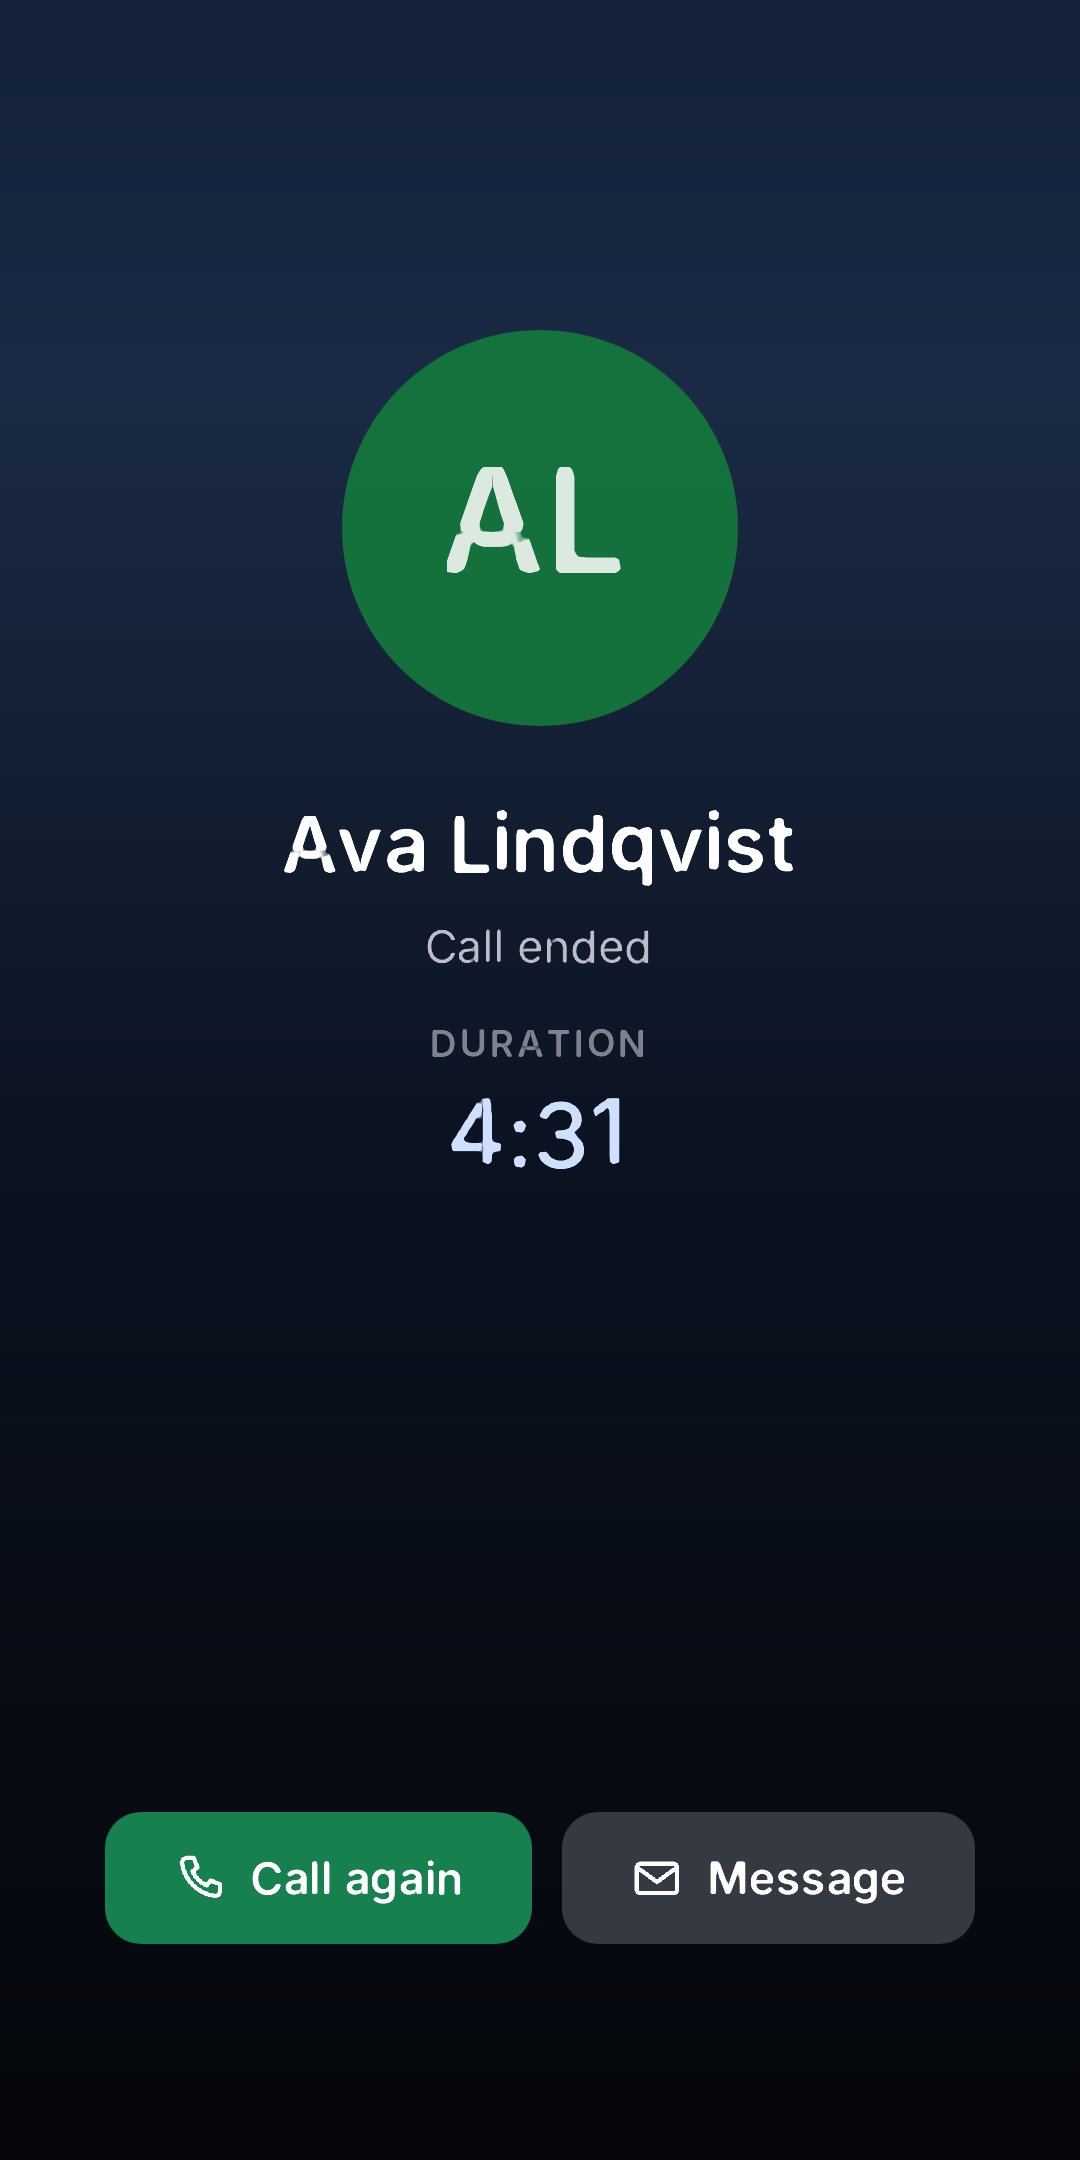 AL
Ava Lindqvist
Call ended
DURATION
4:31
Call again
Message